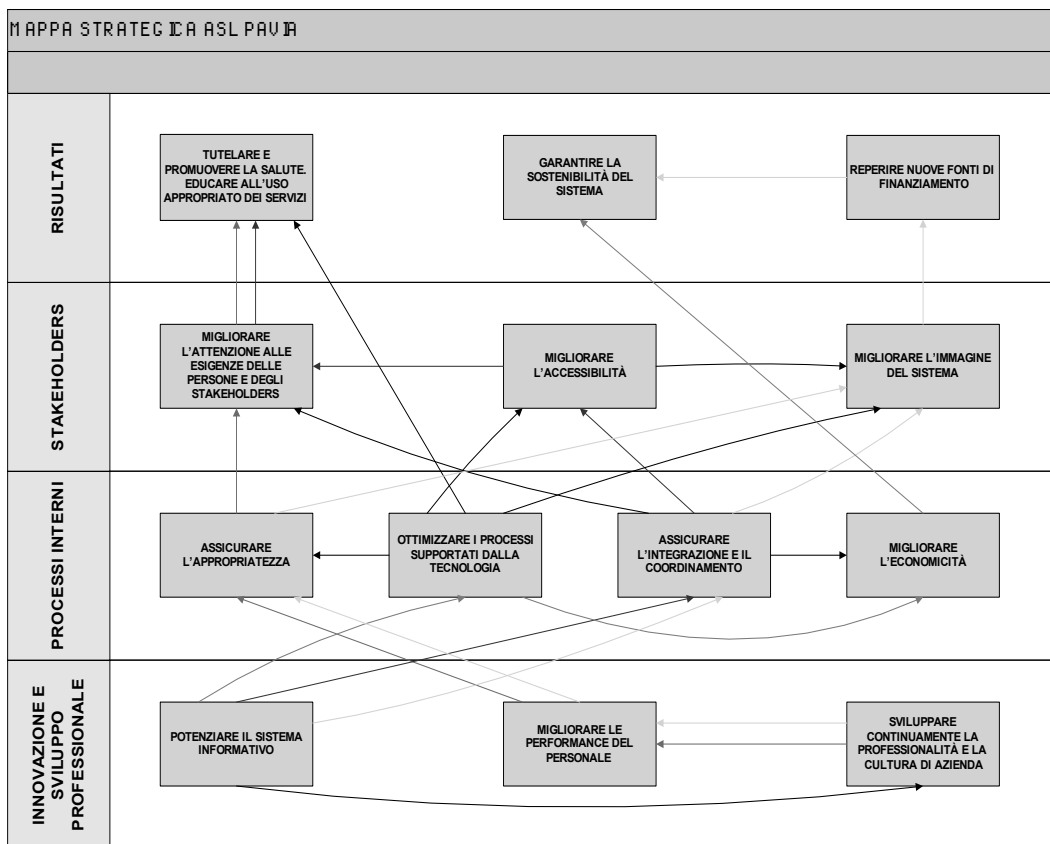 MAPPA STRATEGICA ASL PAVIA
RISULTATI
TUTELARE E
PROMUOVERE LA SALUTE.
EDUCARE ALL'USO
APPROPRIATO DEI SERVIZI
GARANTIRE LA
SOSTENIBILITÀ DEL
SISTEMA
REPERIRE NUOVE FONTI DI
FINANZIAMENTO
STAKEHOLDERS
MIGLIORARE
L'ATTENZIONE ALLE
ESIGENZE DELLE
PERSONE E DEGLI
STAKEHOLDERS
MIGLIORARE
L'ACCESSIBILITÀ
MIGLIORARE L'IMMAGINE
DEL SISTEMA
PROCESSI INTERNI
ASSICURARE
L'APPROPRIATEZZA
OTTIMIZZARE I PROCESSI
SUPPORTATI DALLA
TECNOLOGIA
ASSICURARE
L'INTEGRAZIONE E IL
COORDINAMENTO
MIGLIORARE
L'ECONOMICITÀ
INNOVAZIONE E
SVILUPPO
PROFESSIONALE
POTENZIARE IL SISTEMA
INFORMATIVO
MIGLIORARE LE
PERFORMANCE DEL
PERSONALE
SVILUPPARE
CONTINUAMENTE LA
PROFESSIONALITÀ E LA
CULTURA DI AZIENDA